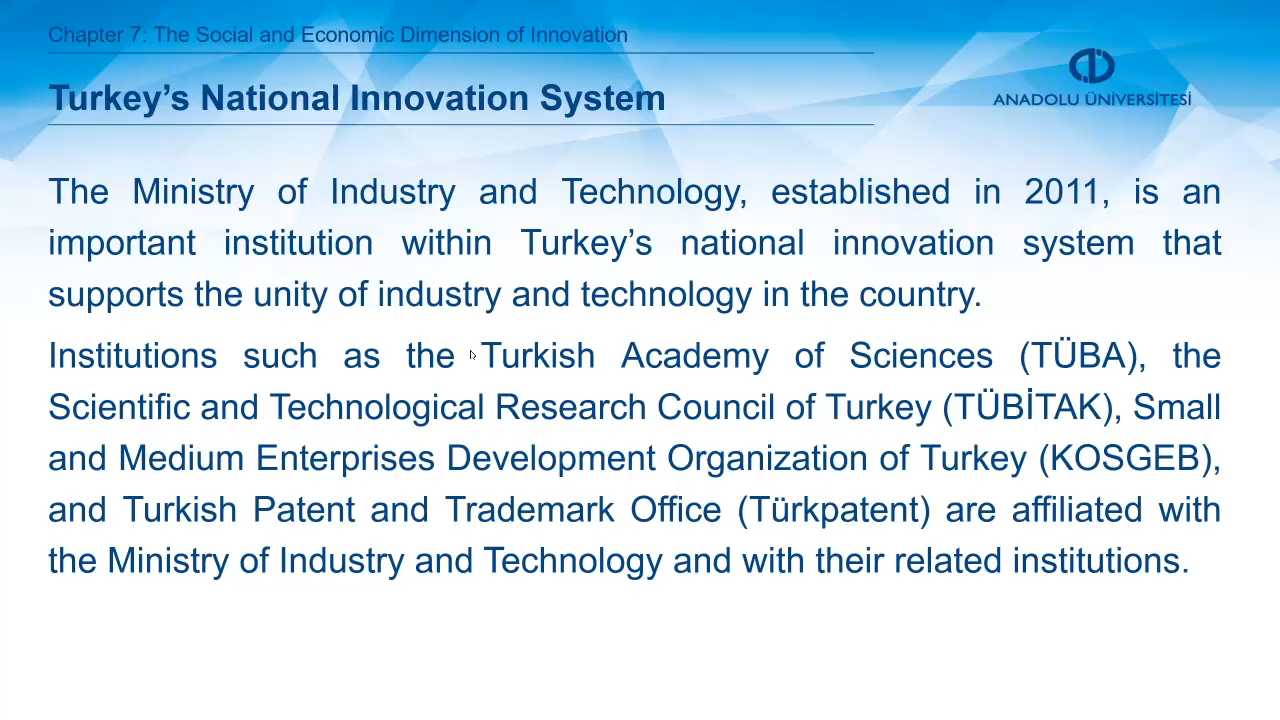 Chapter 7: The Social and Economic Dimension of Innovation
Turkey’s National Innovation System
ANADOLU ÜNİVERSİTESİ
The Ministry of Industry and Technology, established in 2011, is an
important institution within Turkey’s national innovation system that
supports the unity of industry and technology in the country.
Institutions such as the Turkish Academy of Sciences (TÜBA), the
Scientific and Technological Research Council of Turkey (TÜBİTAK), Small
and Medium Enterprises Development Organization of Turkey (KOSGEB),
and Turkish Patent and Trademark Office (Türkpatent) are affiliated with
the Ministry of Industry and Technology and with their related institutions.